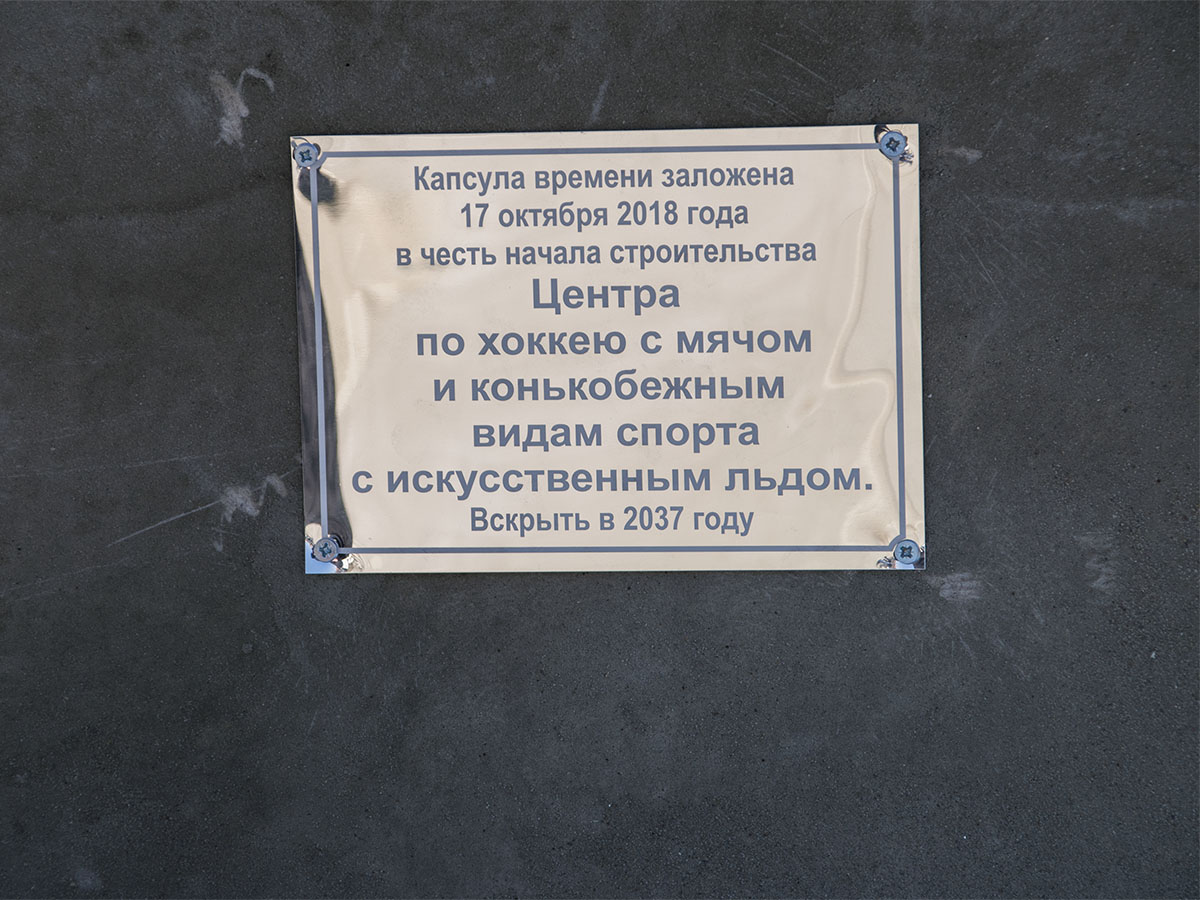 Капсула времени заложена
17 октября 2018 года
в честь начала строительства
Центра
по хоккею с мячом
и конькобежным
видам спорта
с искусственным льдом.
Вскрыть в 2037 году